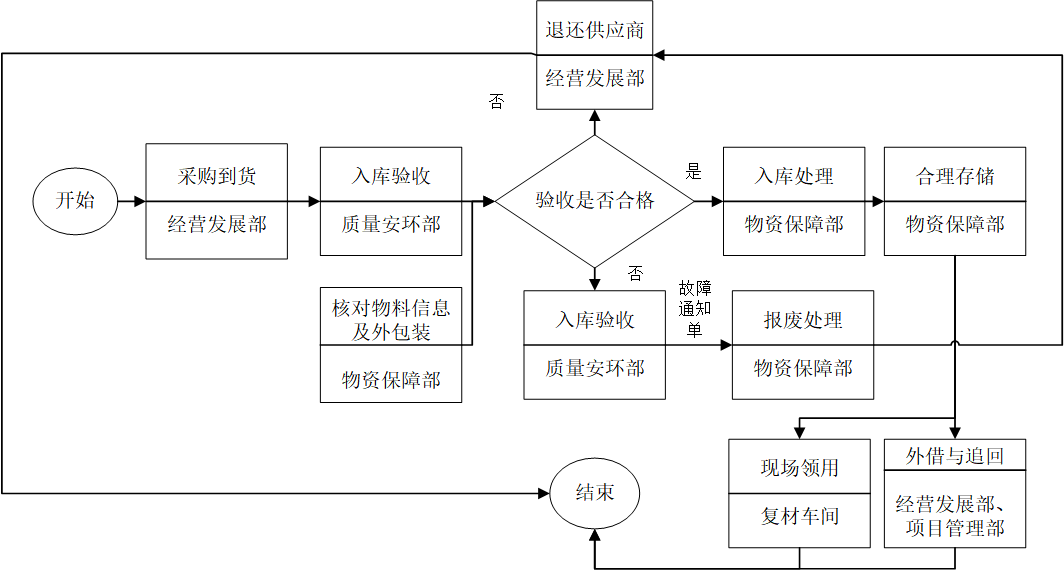 退还供应商
经营发展部
否
采购到货
经营发展部
入库验收
质量安环部
开始
验收是否合格
是
入库处理
物资保障部
合理存储
物资保障部
核对物料信息
及外包装
物资保障部
否
入库验收
质量安环部
故障
通知
单
报废处理
物资保障部
现场领用
复材车间
外借与追回
经营发展部、
项目管理部
结束